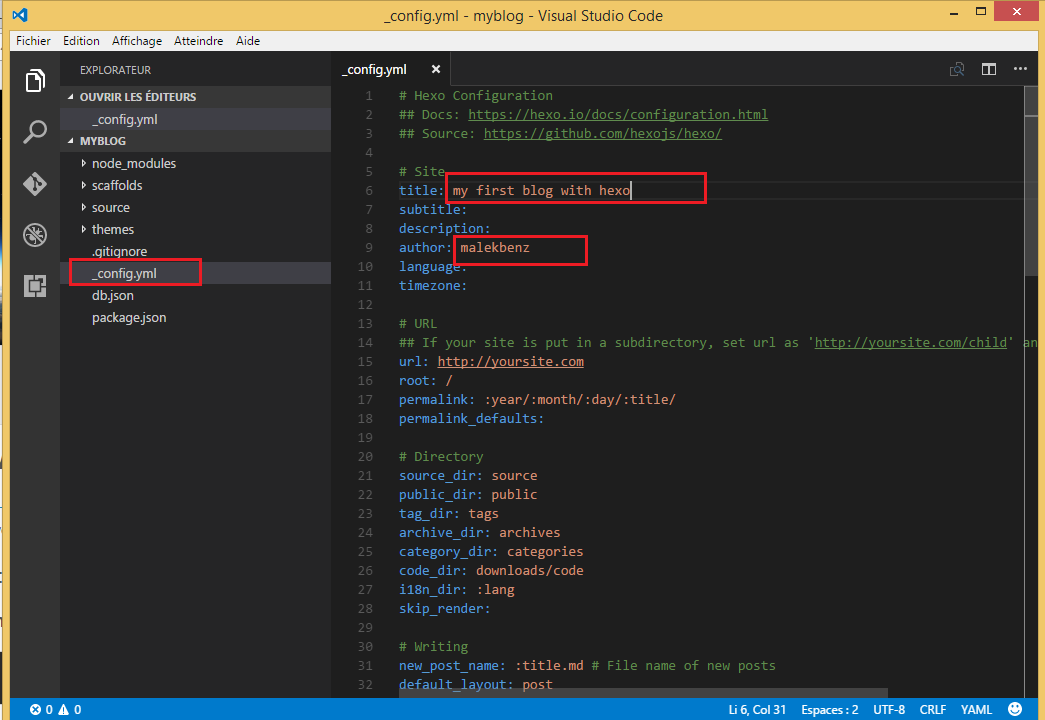 _config.yml - myblog - Visual Studio Code
Fichier Edition Affichage Atteindre Aide
EXPLORATEUR
OUVRIR LES ÉDITEURS
_config.yml
MYBLOG
node_modules
scaffolds
source
themes
.gitignore
_config.yml
db.json
package.json
_config.yml
1 # Hexo Configuration
2 ## Docs: https://hexo.io/docs/configuration.html
3 ## Source: https://github.com/hexojs/hexo/
4
5 # Site
6 title: my first blog with hexo
7 subtitle:
8 description:
9 author: malekbenz
10 language:
11 timezone:
12
13 # URL
14 ## If your site is put in a subdirectory, set url as 'http://yoursite.com/child' an
15 url: http://yoursite.com
16 root: /
17 permalink: :year/:month/:day/:title/
18 permalink_defaults:
19
20 # Directory
21 source_dir: source
22 public_dir: public
23 tag_dir: tags
24 archive_dir: archives
25 category_dir: categories
26 code_dir: downloads/code
27 i18n_dir: :lang
28 skip_render:
29
30 # Writing
31 new_post_name: :title.md # File name of new posts
32 default_layout: post
0 0 Li 6, Col 31 Espaces : 2 UTF-8 CRLF YAML